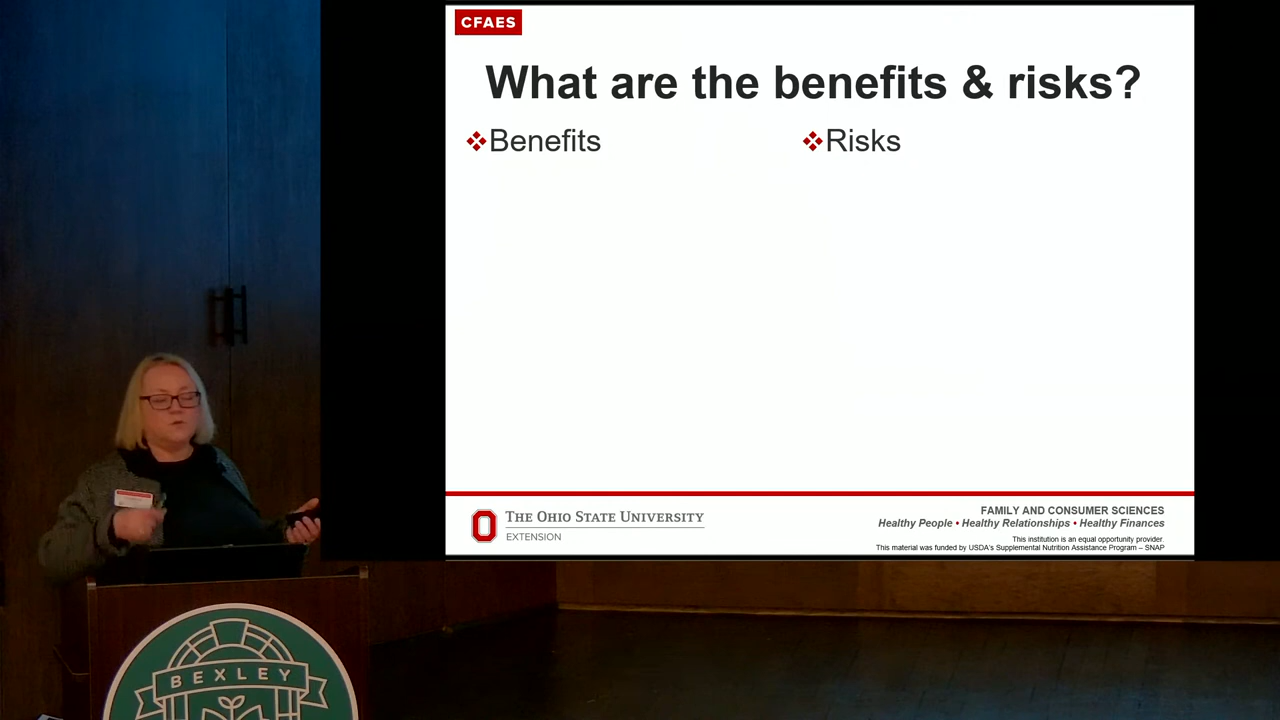 CFAES
What are the benefits & risks?
❖Benefits
❖Risks
THE OHIO STATE UNIVERSITY
EXTENSION
FAMILY AND CONSUMER SCIENCES
Healthy People • Healthy Relationships • Healthy Finances
This institution is an equal opportunity provider.
This material was funded by USDA's Supplemental Nutrition Assistance Program – SNAP
BEXLEY